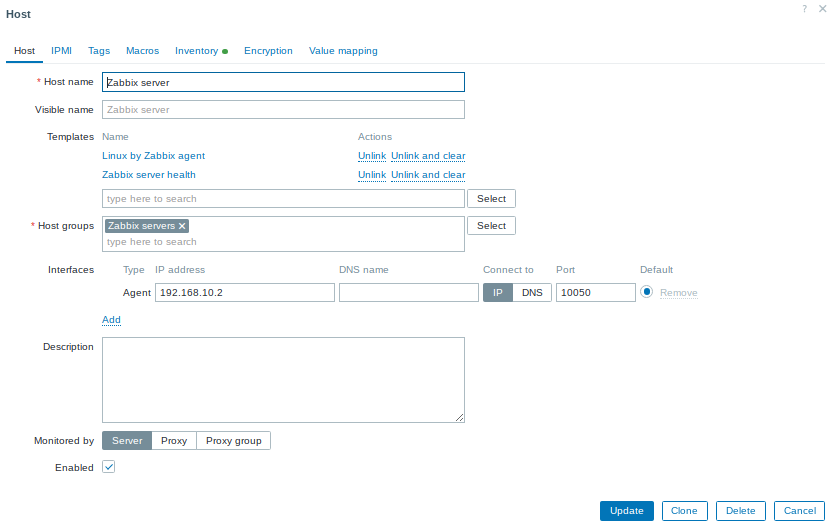 Host
? ×
Host IPMI Tags Macros Inventory Encryption Value mapping
* Host name Zabbix server
Visible name Zabbix server
Templates Name Actions
Linux by Zabbix agent Unlink Unlink and clear
Zabbix server health Unlink Unlink and clear
type here to search Select
* Host groups Zabbix servers × Select
type here to search
Interfaces Type IP address DNS name Connect to Port Default
Agent 192.168.10.2 IP DNS 10050 Remove
Add
Description
Monitored by Server Proxy Proxy group
Enabled
Update Clone Delete Cancel